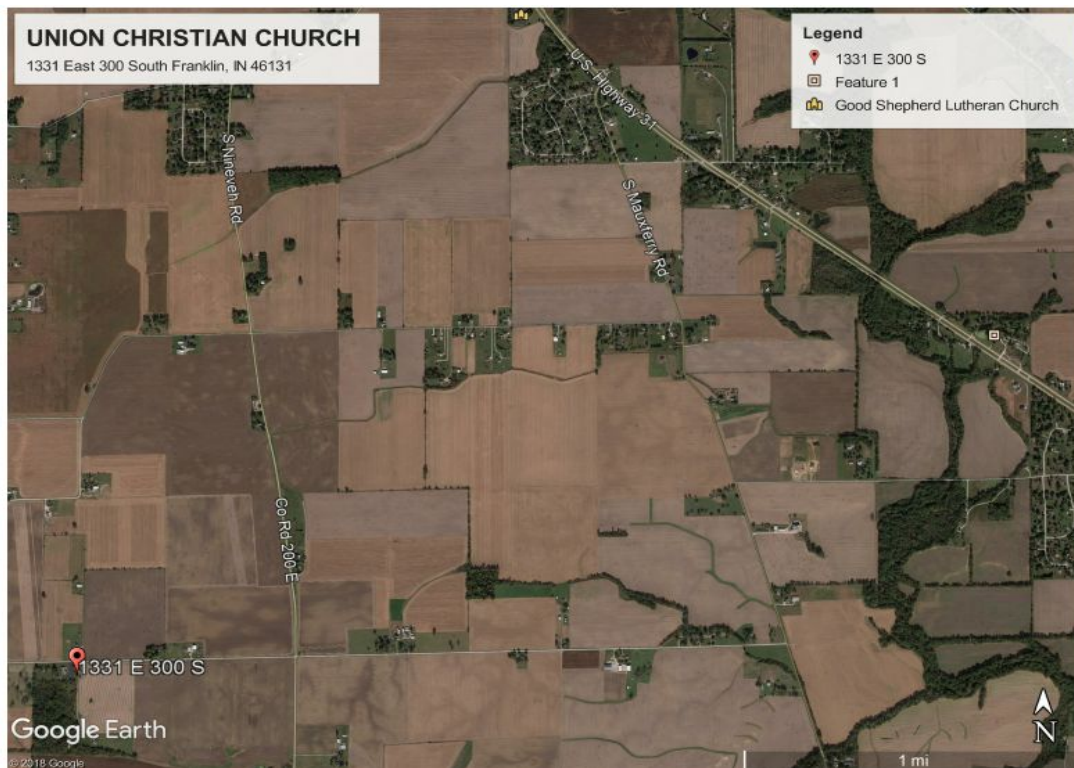 UNION CHRISTIAN CHURCH
1331 East 300 South Franklin, IN 46131
Legend
1331 E 300 S
Feature 1
Good Shepherd Lutheran Church
U.S. Highway 31
S Nineveh Rd
S Mauxferry Rd
Co Rd 200 E
1331 E 300 S
Google Earth
© 2018 Google
N
1 mi